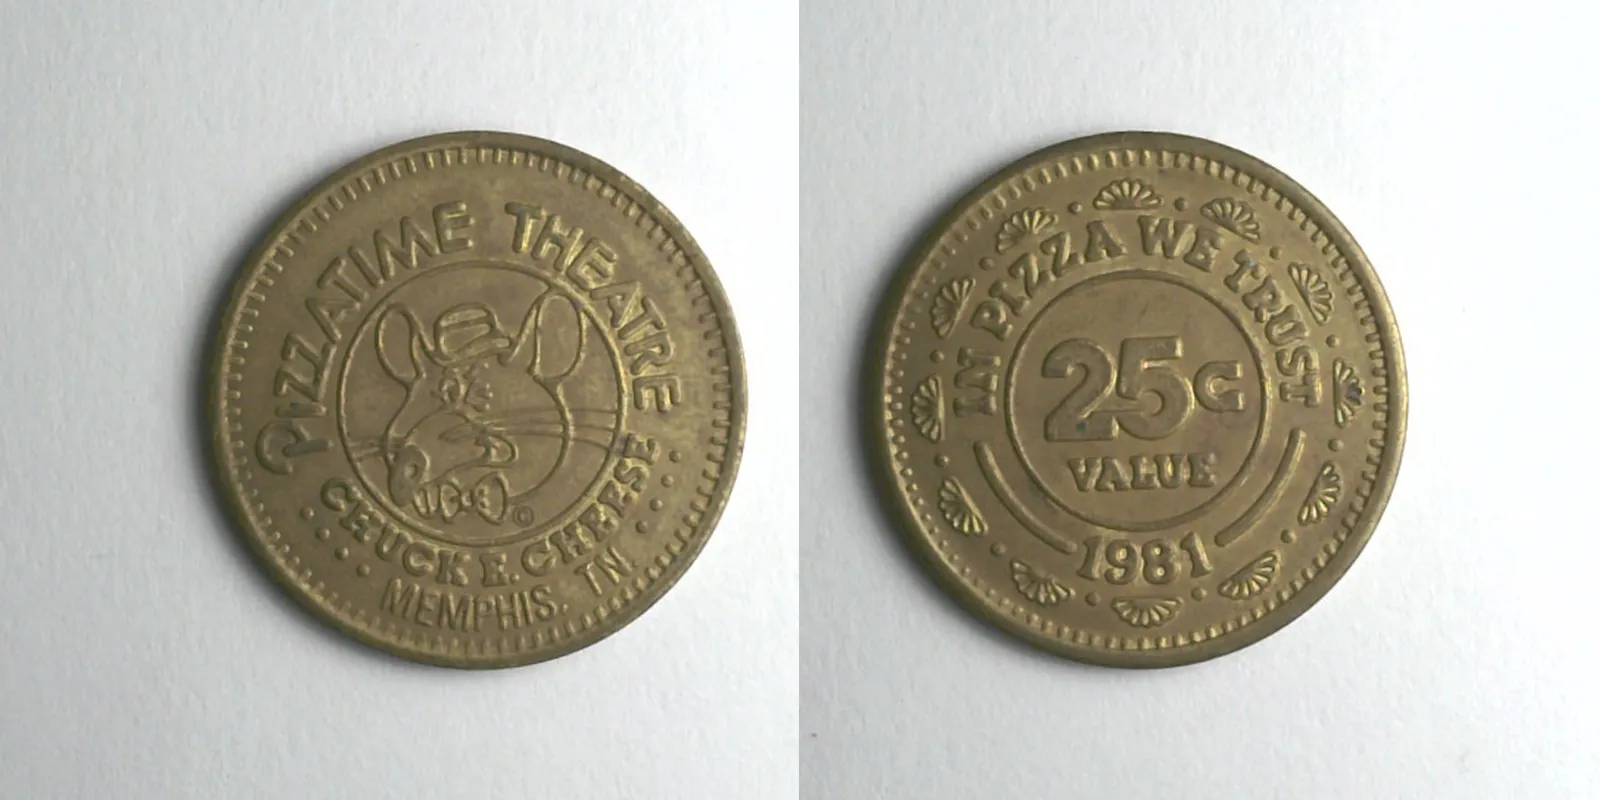 PIZZATIME THEATRE
CHUCK E. CHEESE
MEMPHIS, TN.
©
IN PIZZA WE TRUST
25¢
VALUE
1981